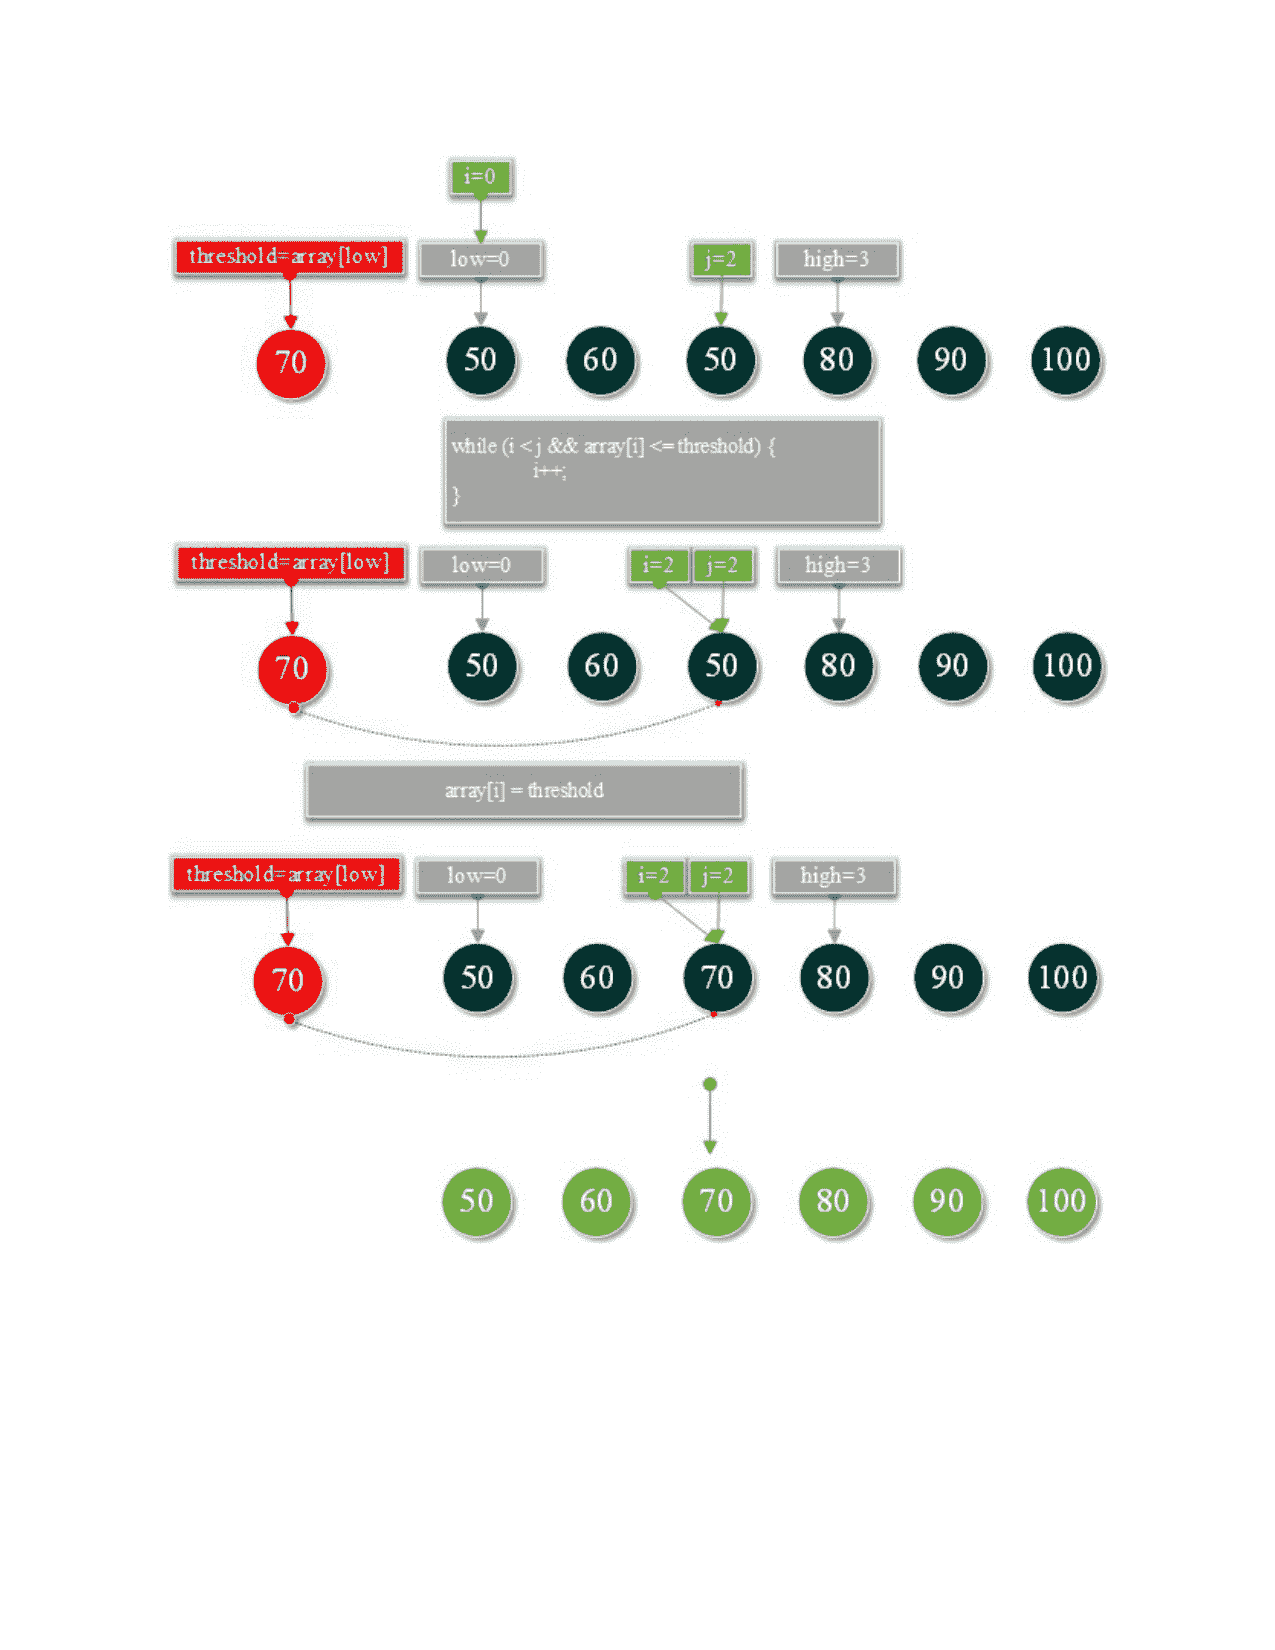 i=0
threshold=array[low] low=0 j=2 high=3
70 50 60 50 80 90 100
while (i < j && array[i] <= threshold) {
i++;
}
threshold=array[low] low=0 i=2 j=2 high=3
70 50 60 50 80 90 100
array[i] = threshold
threshold=array[low] low=0 i=2 j=2 high=3
70 50 60 70 80 90 100
50 60 70 80 90 100